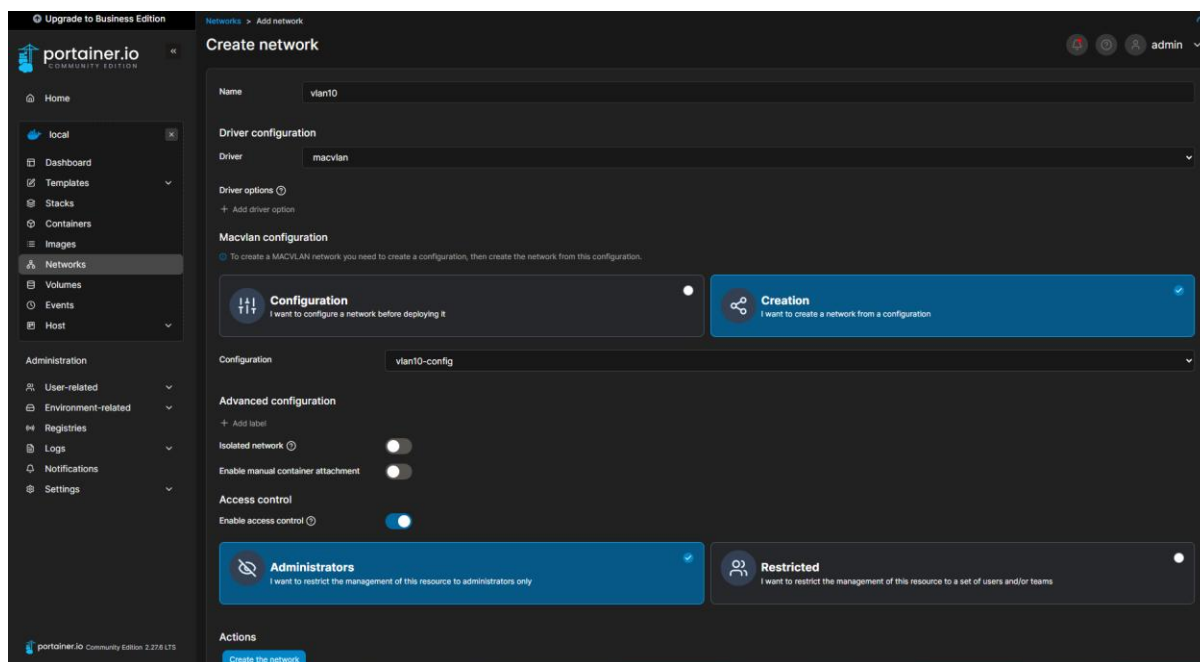 Upgrade to Business Edition
portainer.io
COMMUNITY EDITION
Home
local
Dashboard
Templates
Stacks
Containers
Images
Networks
Volumes
Events
Host
Administration
User-related
Environment-related
Registries
Logs
Notifications
Settings
portainer.io Community Edition 2.27.6 LTS
Networks > Add network
Create network
admin
Name vlan10
Driver configuration
Driver macvlan
Driver options
+ Add driver option
Macvlan configuration
To create a MACVLAN network you need to create a configuration, then create the network from this configuration.
Configuration
I want to configure a network before deploying it
Creation
I want to create a network from a configuration
Configuration vlan10-config
Advanced configuration
+ Add label
Isolated network
Enable manual container attachment
Access control
Enable access control
Administrators
I want to restrict the management of this resource to administrators only
Restricted
I want to restrict the management of this resource to a set of users and/or teams
Actions
Create the network